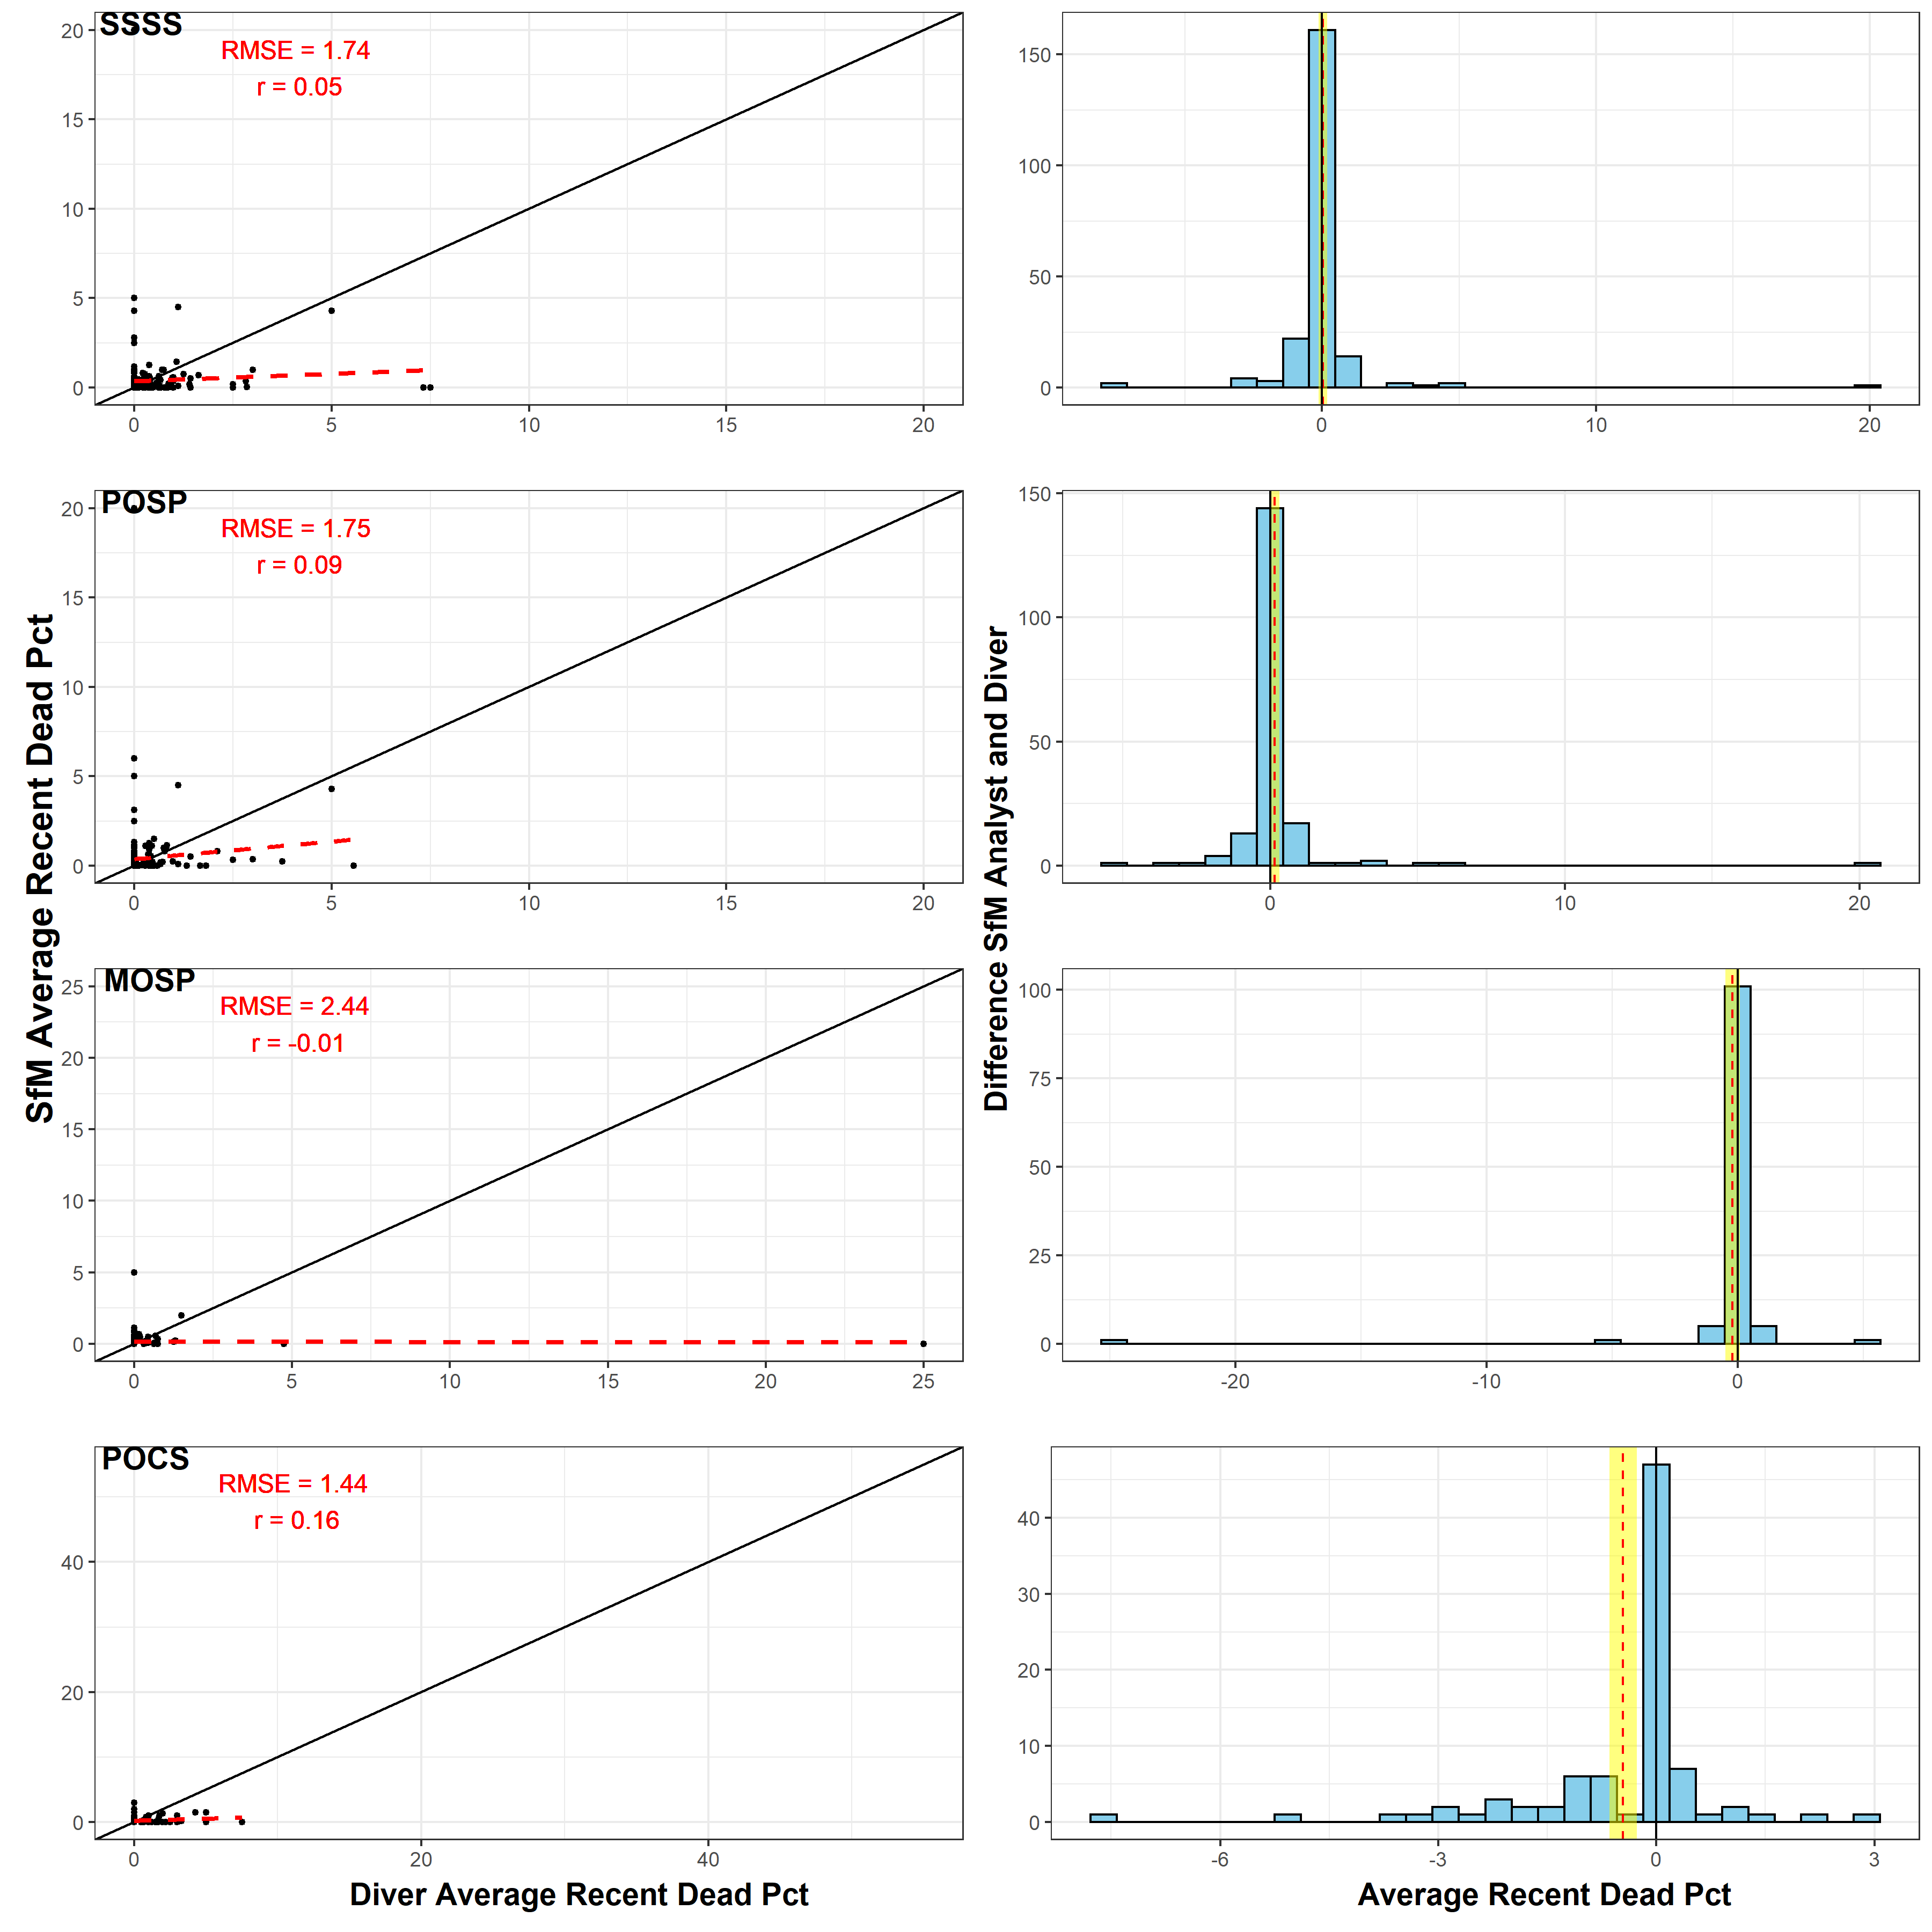 SfM Average Recent Dead Pct
SSSS
RMSE = 1.74
r = 0.05
20
15
10
5
0
0 5 10 15 20
150
100
50
0
0 10 20
POSP
RMSE = 1.75
r = 0.09
20
15
10
5
0
0 5 10 15 20
Difference SfM Analyst and Diver
150
100
50
0
0 10 20
MOSP
RMSE = 2.44
r = -0.01
25
20
15
10
5
0
0 5 10 15 20 25
100
75
50
25
0
-20 -10 0
POCS
RMSE = 1.44
r = 0.16
40
20
0
0 20 40
40
30
20
10
0
-6 -3 0 3
Diver Average Recent Dead Pct
Average Recent Dead Pct